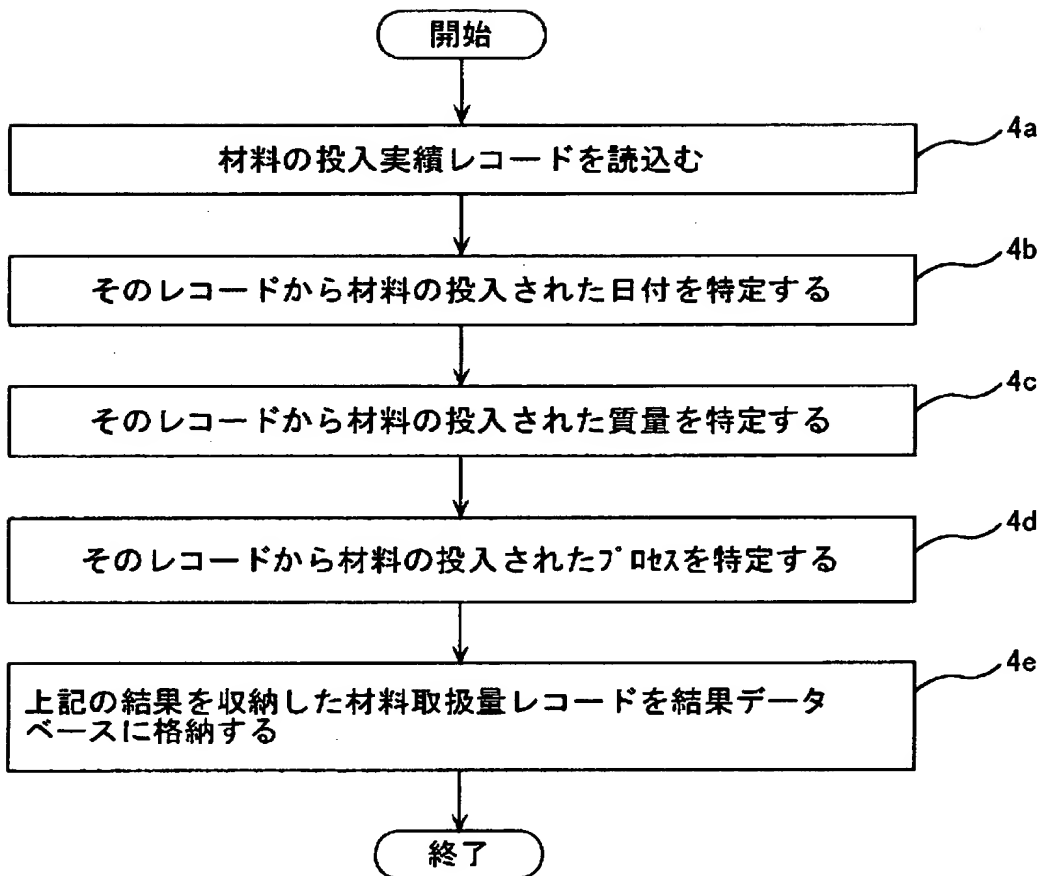 開始
材料の投入実績レコードを読込む
4a
そのレコードから材料の投入された日付を特定する
4b
そのレコードから材料の投入された質量を特定する
4c
そのレコードから材料の投入されたプロセスを特定する
4d
上記の結果を収納した材料取扱量レコードを結果データ
ベースに格納する
4e
終了